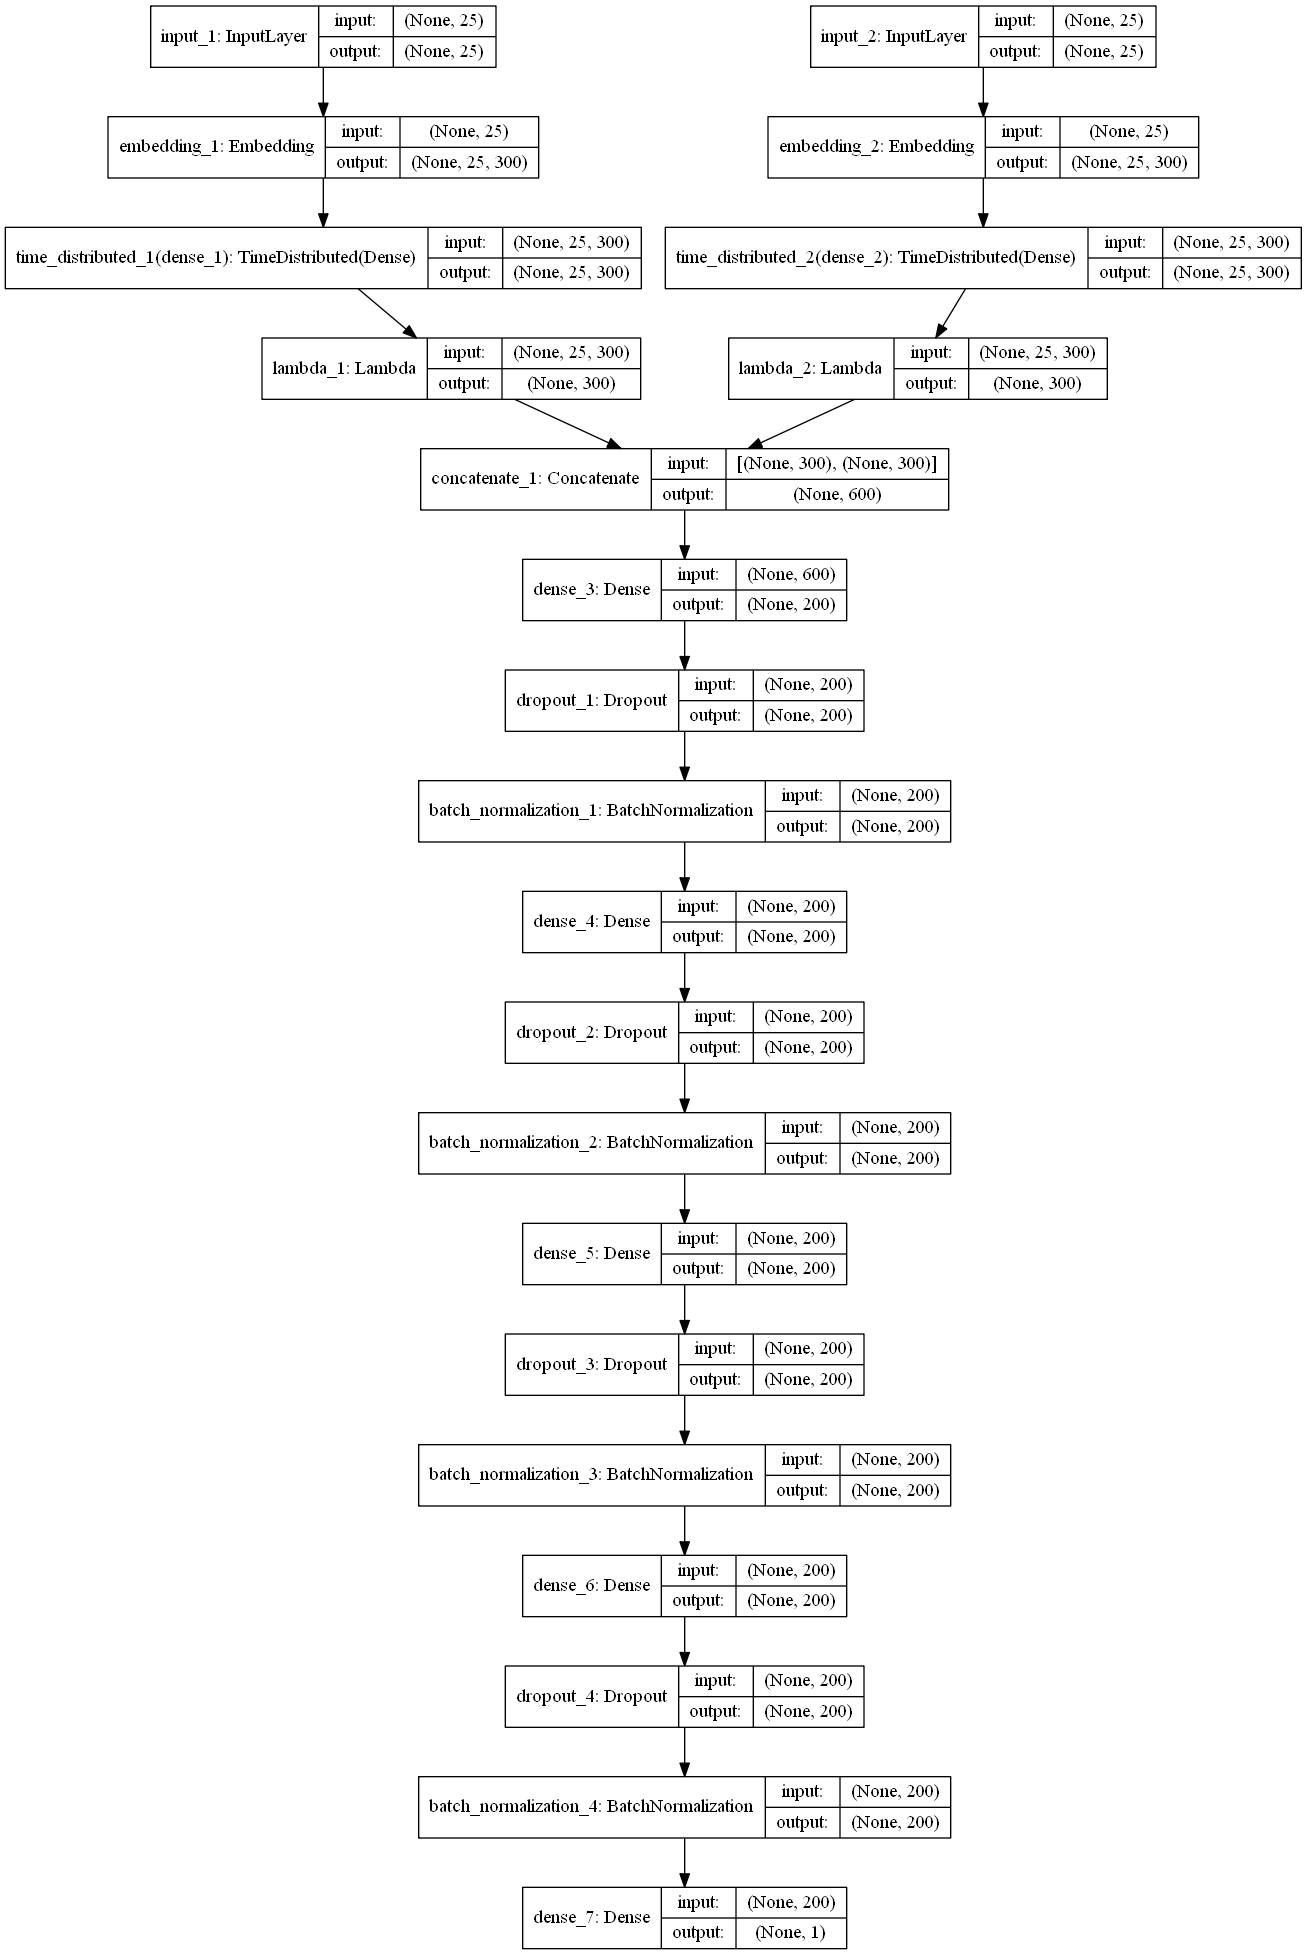 input_1: InputLayer input: (None, 25)
output: (None, 25)
input_2: InputLayer input: (None, 25)
output: (None, 25)
embedding_1: Embedding input: (None, 25)
output: (None, 25, 300)
embedding_2: Embedding input: (None, 25)
output: (None, 25, 300)
time_distributed_1(dense_1): TimeDistributed(Dense) input: (None, 25, 300)
output: (None, 25, 300)
time_distributed_2(dense_2): TimeDistributed(Dense) input: (None, 25, 300)
output: (None, 25, 300)
lambda_1: Lambda input: (None, 25, 300)
output: (None, 300)
lambda_2: Lambda input: (None, 25, 300)
output: (None, 300)
concatenate_1: Concatenate input: [(None, 300), (None, 300)]
output: (None, 600)
dense_3: Dense input: (None, 600)
output: (None, 200)
dropout_1: Dropout input: (None, 200)
output: (None, 200)
batch_normalization_1: BatchNormalization input: (None, 200)
output: (None, 200)
dense_4: Dense input: (None, 200)
output: (None, 200)
dropout_2: Dropout input: (None, 200)
output: (None, 200)
batch_normalization_2: BatchNormalization input: (None, 200)
output: (None, 200)
dense_5: Dense input: (None, 200)
output: (None, 200)
dropout_3: Dropout input: (None, 200)
output: (None, 200)
batch_normalization_3: BatchNormalization input: (None, 200)
output: (None, 200)
dense_6: Dense input: (None, 200)
output: (None, 200)
dropout_4: Dropout input: (None, 200)
output: (None, 200)
batch_normalization_4: BatchNormalization input: (None, 200)
output: (None, 200)
dense_7: Dense input: (None, 200)
output: (None, 1)